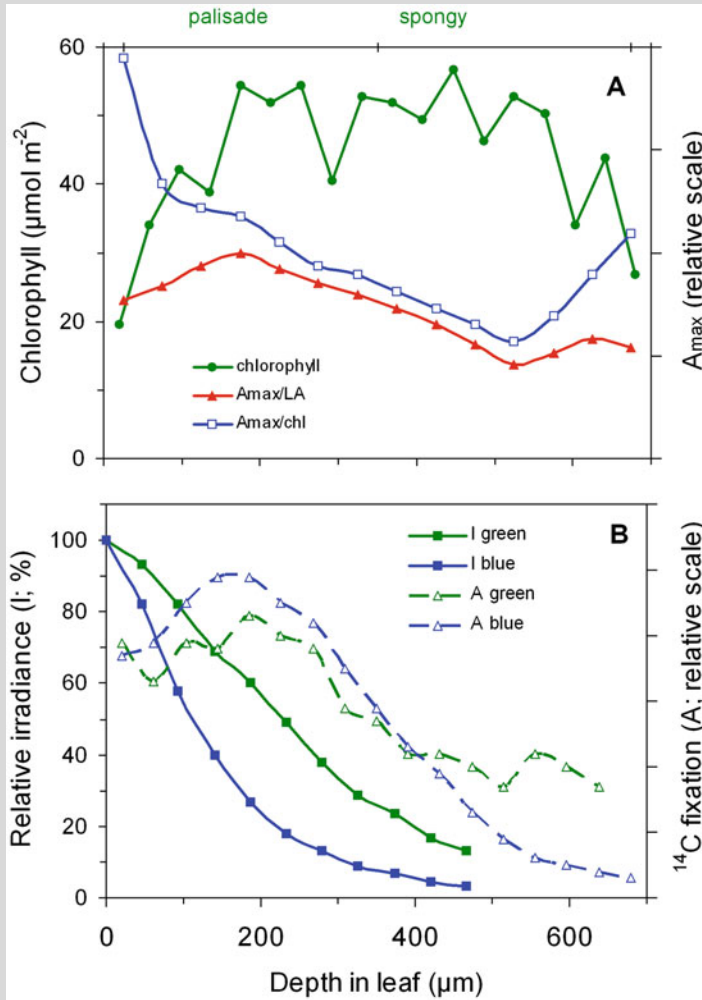 palisade spongy
60
A
40
20
0
Chlorophyll (µmol m⁻²)
Amax (relative scale)
chlorophyll
Amax/LA
Amax/chl
B
100
80
60
40
20
0
Relative irradiance (I; %)
¹⁴C fixation (A; relative scale)
I green
I blue
A green
A blue
0 200 400 600
Depth in leaf (µm)